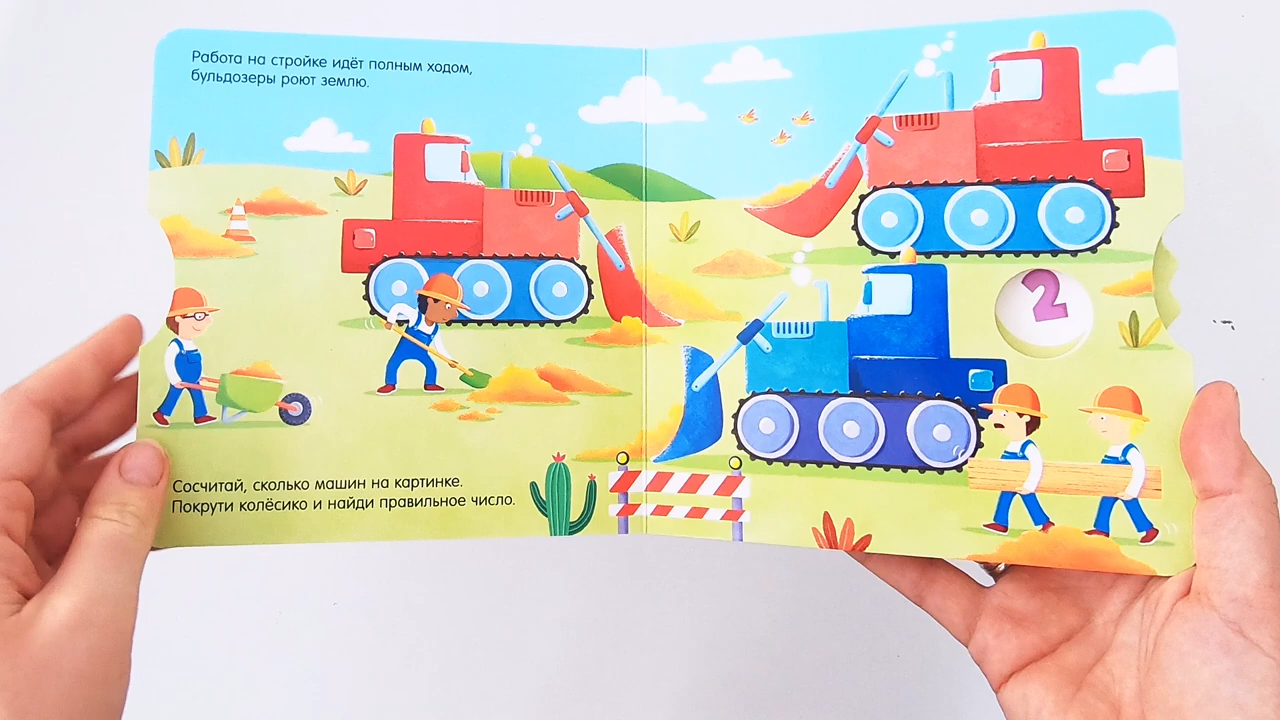 Работа на стройке идёт полным ходом,
бульдозеры роют землю.
2
Сосчитай, сколько машин на картинке.
Покрути колёсико и найди правильное число.